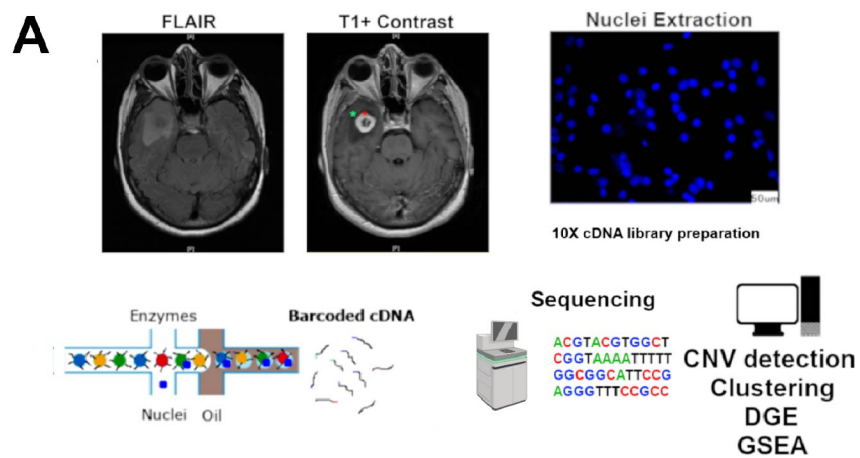 A
FLAIR
T1+ Contrast
Nuclei Extraction
50um
10X cDNA library preparation
Enzymes
Nuclei
Oil
Barcoded cDNA
Sequencing
ACGTACGTGGCT
CGGTAAAATTTTT
GGCGGCATTCCG
AGGGTTTCCGCC
CNV detection
Clustering
DGE
GSEA